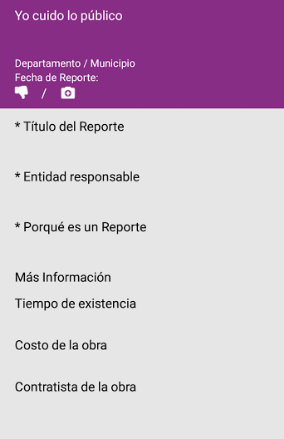 Yo cuido lo público
Departamento / Municipio
Fecha de Reporte:
/
* Título del Reporte
* Entidad responsable
* Porqué es un Reporte
Más Información
Tiempo de existencia
Costo de la obra
Contratista de la obra